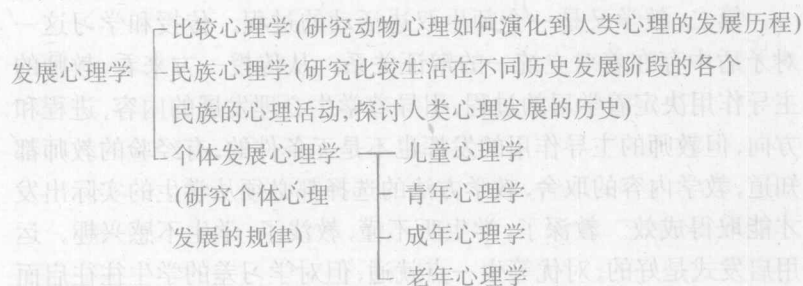 比较心理学(研究动物心理如何演化到人类心理的发展历程)
发展心理学 民族心理学(研究比较生活在不同历史发展阶段的各个
民族的心理活动,探讨人类心理发展的历史)
个体发展心理学 儿童心理学
(研究个体心理 青年心理学
发展的规律) 成年心理学
老年心理学